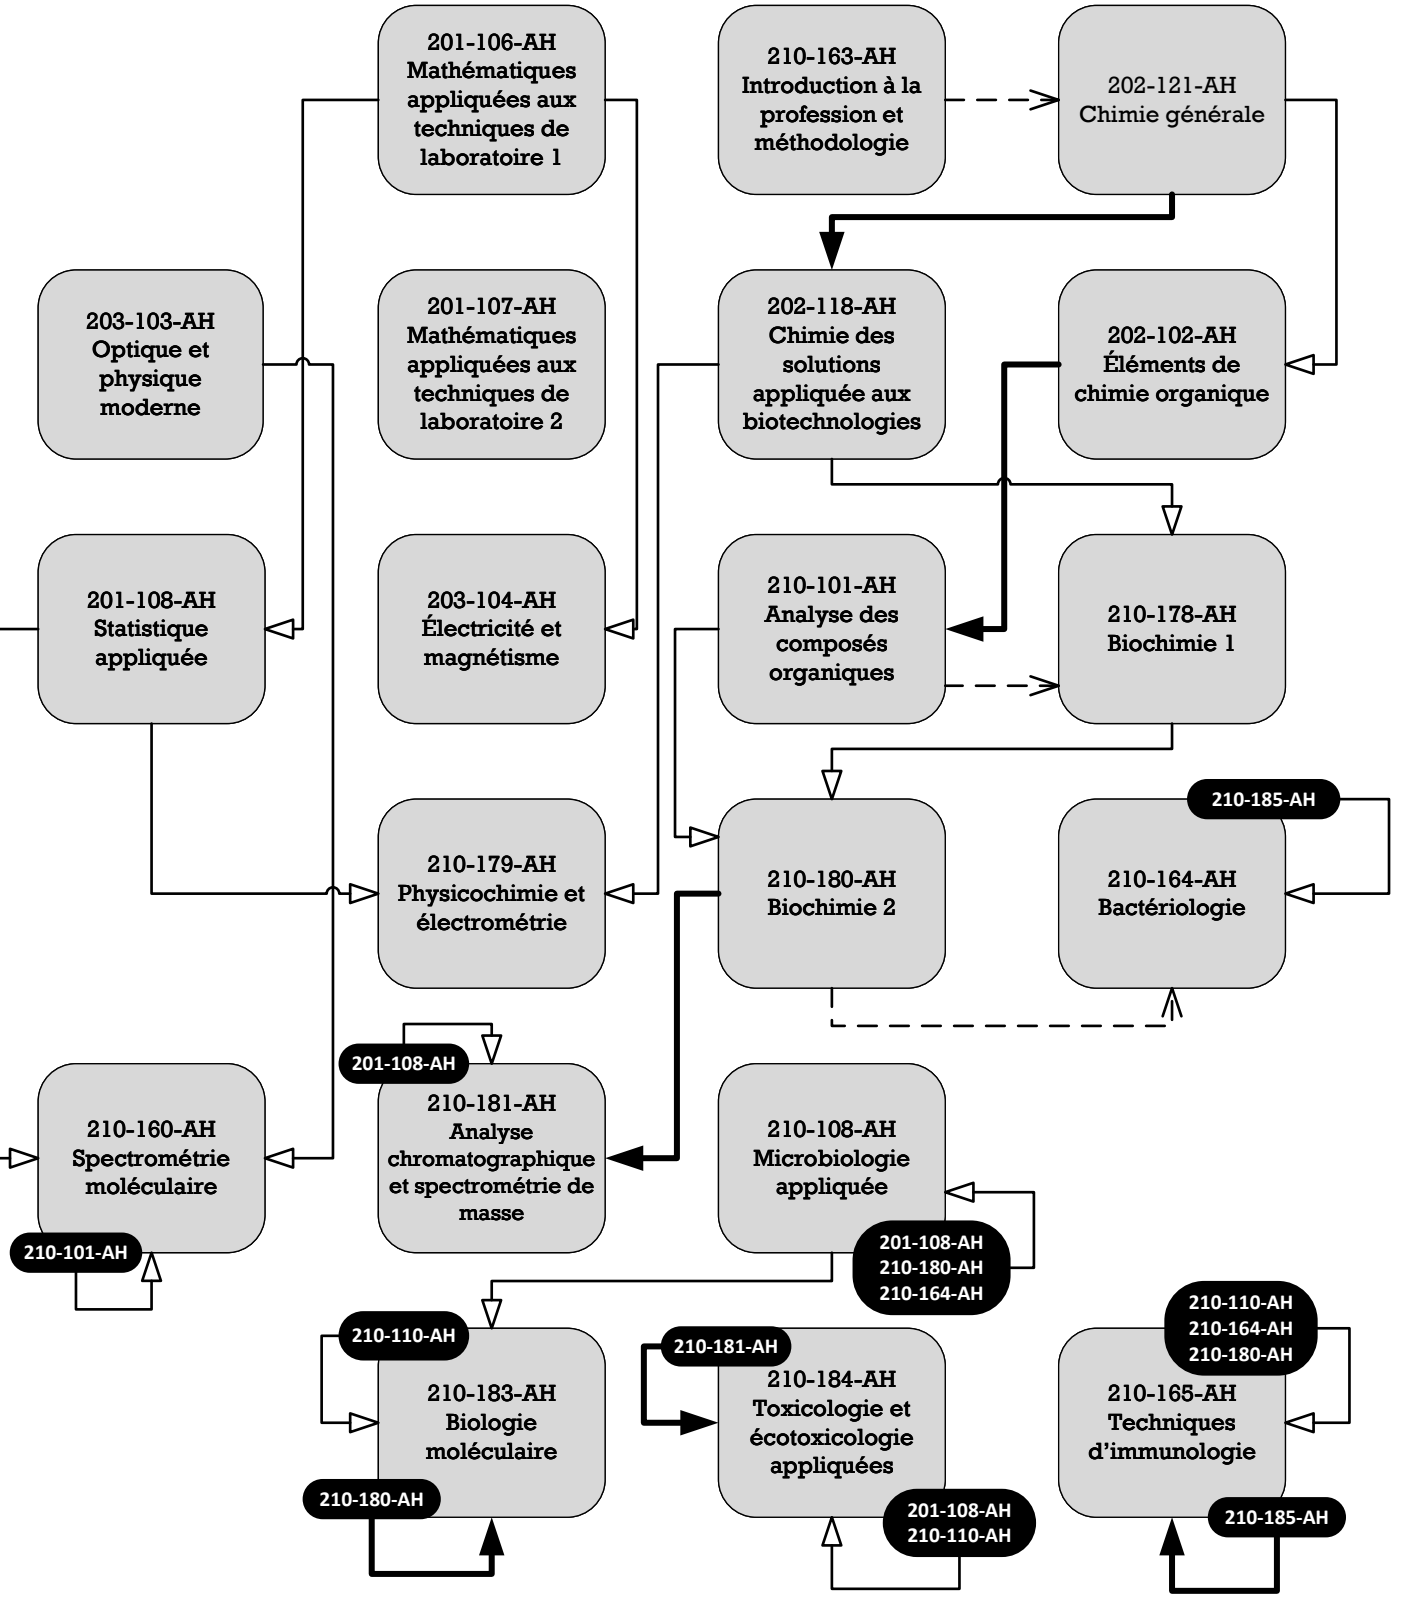 201-106-AH
Mathématiques
appliquées aux
techniques de
laboratoire 1
210-163-AH
Introduction à la
profession et
méthodologie
202-121-AH
Chimie générale
203-103-AH
Optique et
physique
moderne
201-107-AH
Mathématiques
appliquées aux
techniques de
laboratoire 2
202-118-AH
Chimie des
solutions
appliquée aux
biotechnologies
202-102-AH
Éléments de
chimie organique
201-108-AH
Statistique
appliquée
203-104-AH
Électricité et
magnétisme
210-101-AH
Analyse des
composés
organiques
210-178-AH
Biochimie 1
210-179-AH
Physicochimie et
électrométrie
210-180-AH
Biochimie 2
210-185-AH
210-164-AH
Bactériologie
210-160-AH
Spectrométrie
moléculaire
210-101-AH
201-108-AH
210-181-AH
Analyse
chromatographique
et spectrométrie de
masse
210-108-AH
Microbiologie
appliquée
201-108-AH
210-180-AH
210-164-AH
210-110-AH
210-183-AH
Biologie
moléculaire
210-180-AH
210-181-AH
210-184-AH
Toxicologie et
écotoxicologie
appliquées
201-108-AH
210-110-AH
210-110-AH
210-164-AH
210-180-AH
210-165-AH
Techniques
d'immunologie
210-185-AH